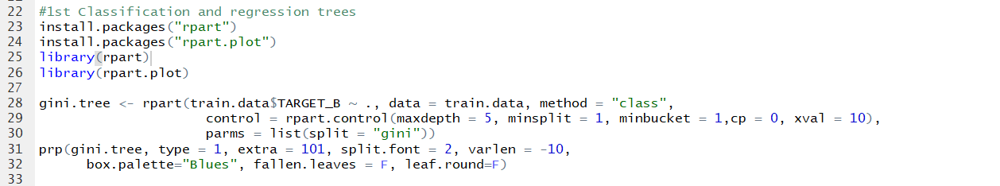 22 #1st Classification and regression trees
23 install.packages("rpart")
24 install.packages("rpart.plot")
25 library(rpart)
26 library(rpart.plot)
27
28 gini.tree <- rpart(train.data$TARGET_B ~ ., data = train.data, method = "class",
29 control = rpart.control(maxdepth = 5, minsplit = 1, minbucket = 1,cp = 0, xval = 10),
30 parms = list(split = "gini"))
31 prp(gini.tree, type = 1, extra = 101, split.font = 2, varlen = -10,
32 box.palette="Blues", fallen.leaves = F, leaf.round=F)
33